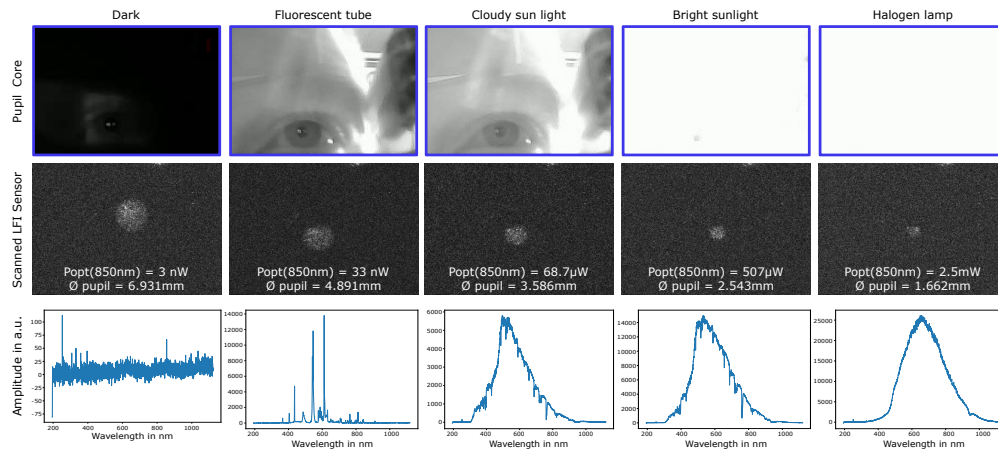 Dark
Fluorescent tube
Cloudy sun light
Bright sunlight
Halogen lamp
Pupil Core
Scanned LFI Sensor
Popt(850nm) = 3 nW
Ø pupil = 6.931mm
Popt(850nm) = 33 nW
Ø pupil = 4.891mm
Popt(850nm) = 68.7µW
Ø pupil = 3.586mm
Popt(850nm) = 507µW
Ø pupil = 2.543mm
Popt(850nm) = 2.5mW
Ø pupil = 1.662mm
Amplitude in a.u.
100
75
50
25
0
-25
-50
-75
200 400 600 800 1000
Wavelength in nm
14000
12000
10000
8000
6000
4000
2000
0
200 400 600 800 1000
Wavelength in nm
6000
5000
4000
3000
2000
1000
0
200 400 600 800 1000
Wavelength in nm
14000
12000
10000
8000
6000
4000
2000
0
200 400 600 800 1000
Wavelength in nm
25000
20000
15000
10000
5000
0
200 400 600 800 1000
Wavelength in nm